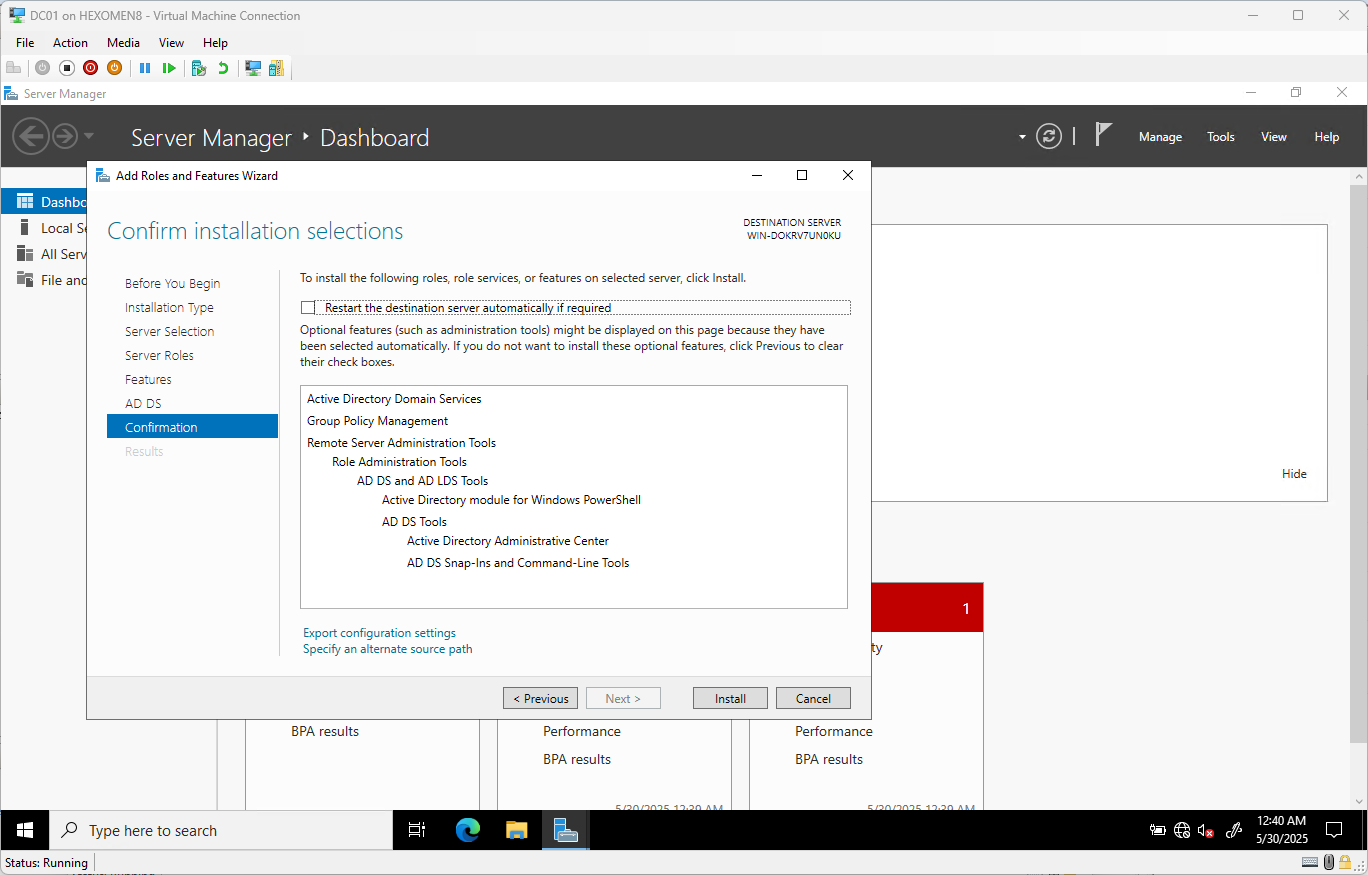 DC01 on HEXOMEN8 - Virtual Machine Connection
File Action Media View Help
Server Manager
Server Manager Dashboard
Manage Tools View Help
Add Roles and Features Wizard
Dashbo
Local Se
All Serv
File and
Confirm installation selections
DESTINATION SERVER
WIN-DOKRV7UN0KU
Before You Begin
Installation Type
Server Selection
Server Roles
Features
AD DS
Confirmation
Results
To install the following roles, role services, or features on selected server, click Install.
Restart the destination server automatically if required
Optional features (such as administration tools) might be displayed on this page because they have
been selected automatically. If you do not want to install these optional features, click Previous to clear
their check boxes.
Active Directory Domain Services
Group Policy Management
Remote Server Administration Tools
Role Administration Tools
AD DS and AD LDS Tools
Active Directory module for Windows PowerShell
AD DS Tools
Active Directory Administrative Center
AD DS Snap-Ins and Command-Line Tools
Export configuration settings
Specify an alternate source path
< Previous Next > Install Cancel
Hide
1
ty
BPA results
Performance
BPA results
5/30/2025 12:39 AM
Performance
BPA results
5/30/2025 12:39 AM
Type here to search
12:40 AM
5/30/2025
Status: Running